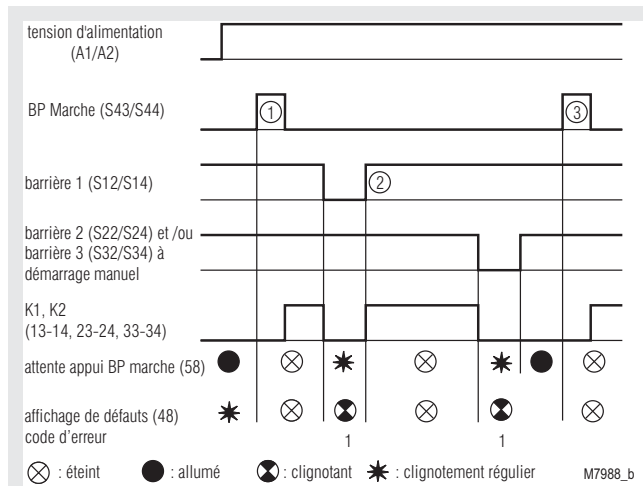 tension d'alimentation
(A1/A2)
BP Marche (S43/S44)
1
3
barrière 1 (S12/S14)
2
barrière 2 (S22/S24) et /ou
barrière 3 (S32/S34) à
démarrage manuel
K1, K2
(13-14, 23-24, 33-34)
attente appui BP marche (58)
affichage de défauts (48)
code d'erreur
1
1
: éteint
: allumé
: clignotant
: clignotement régulier
M7988_b